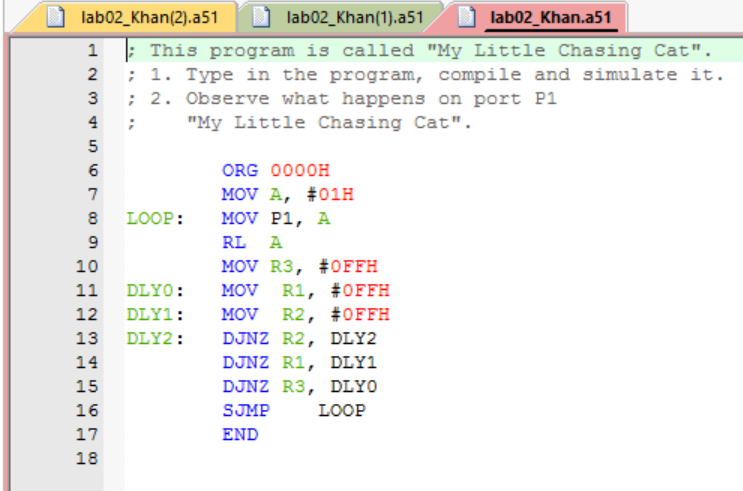 lab02_Khan(2).a51 lab02_Khan(1).a51 lab02_Khan.a51
1 ; This program is called "My Little Chasing Cat".
2 ; 1. Type in the program, compile and simulate it.
3 ; 2. Observe what happens on port P1
4 ;    "My Little Chasing Cat".
5
6         ORG 0000H
7         MOV A, #01H
8 LOOP:   MOV P1, A
9         RL  A
10         MOV R3, #0FFH
11 DLY0:   MOV  R1, #0FFH
12 DLY1:   MOV  R2, #0FFH
13 DLY2:   DJNZ R2, DLY2
14         DJNZ R1, DLY1
15         DJNZ R3, DLY0
16         SJMP    LOOP
17         END
18